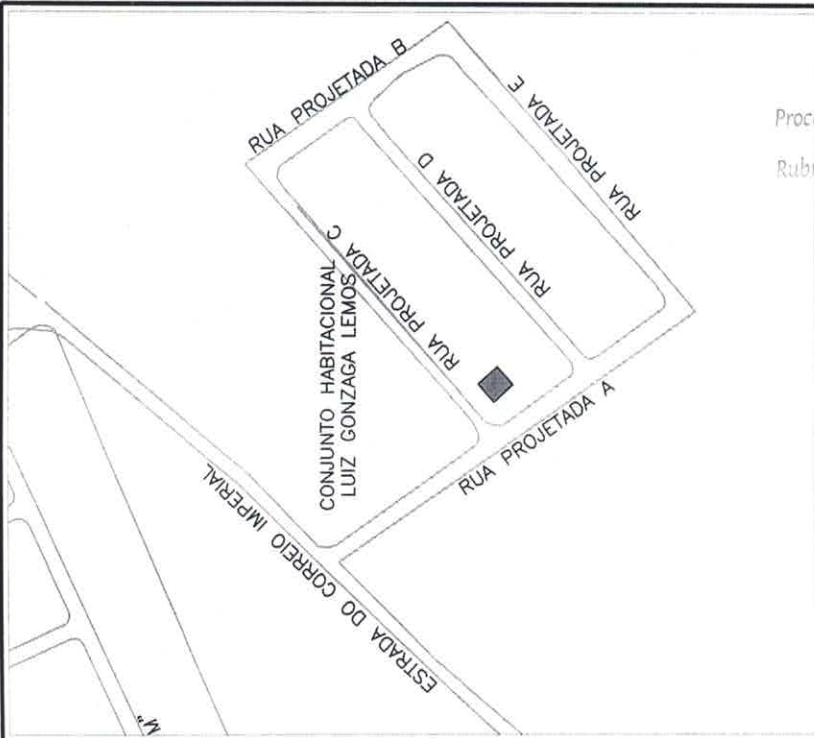 RUA PROJETADA B
RUA PROJETADA E
RUA PROJETADA D
RUA PROJETADA C
CONJUNTO HABITACIONAL
LUIZ GONZAGA LEMOS
RUA PROJETADA A
ESTRADA DO CORREIO IMPERIAL
M"